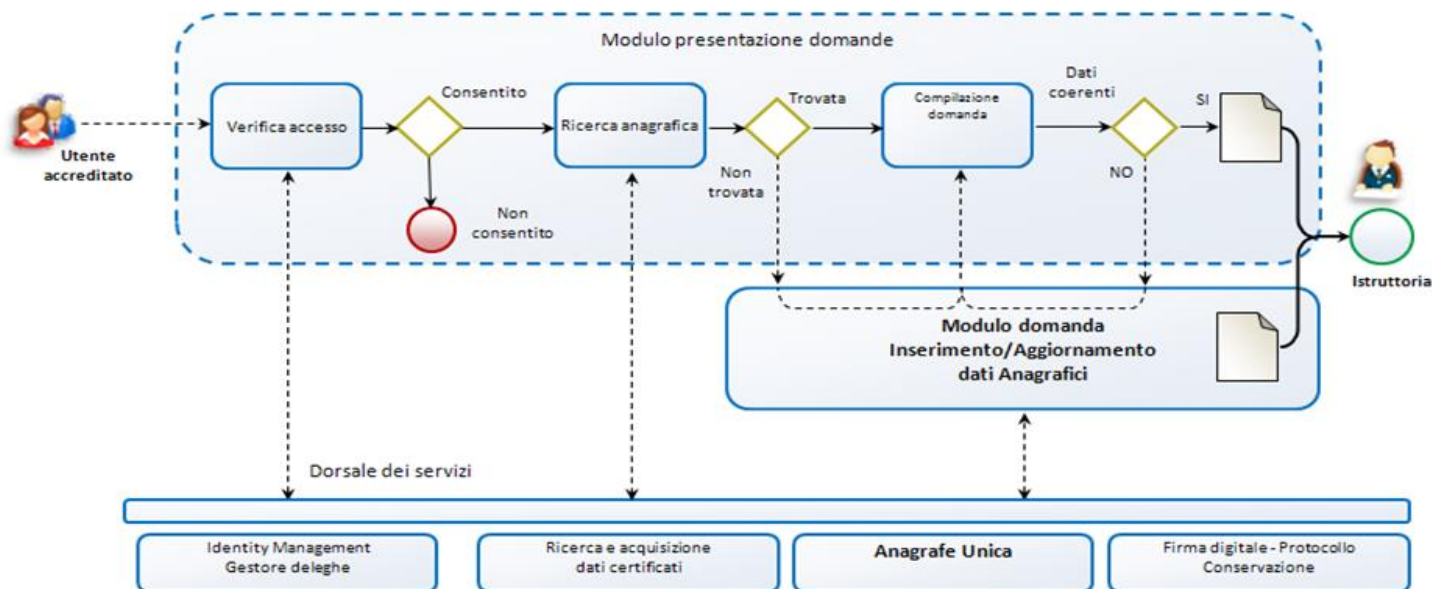 Modulo presentazione domande
Utente
accreditato
Verifica accesso
Consentito
Non
consentito
Ricerca anagrafica
Trovata
Non
trovata
Compilazione
domanda
Dati
coerenti
SI
NO
Istruttoria
Modulo domanda
Inserimento/Aggiornamento
dati Anagrafici
Dorsale dei servizi
Identity Management
Gestore deleghe
Ricerca e acquisizione
dati certificati
Anagrafe Unica
Firma digitale - Protocollo
Conservazione